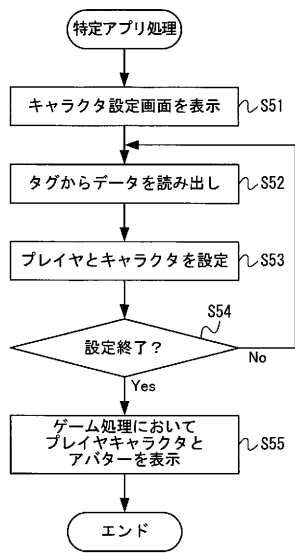 特定アプリ処理
キャラクタ設定画面を表示
S51
タグからデータを読み出し
S52
プレイヤとキャラクタを設定
S53
S54
設定終了？
No
Yes
ゲーム処理において
プレイヤキャラクタと
アバターを表示
S55
エンド